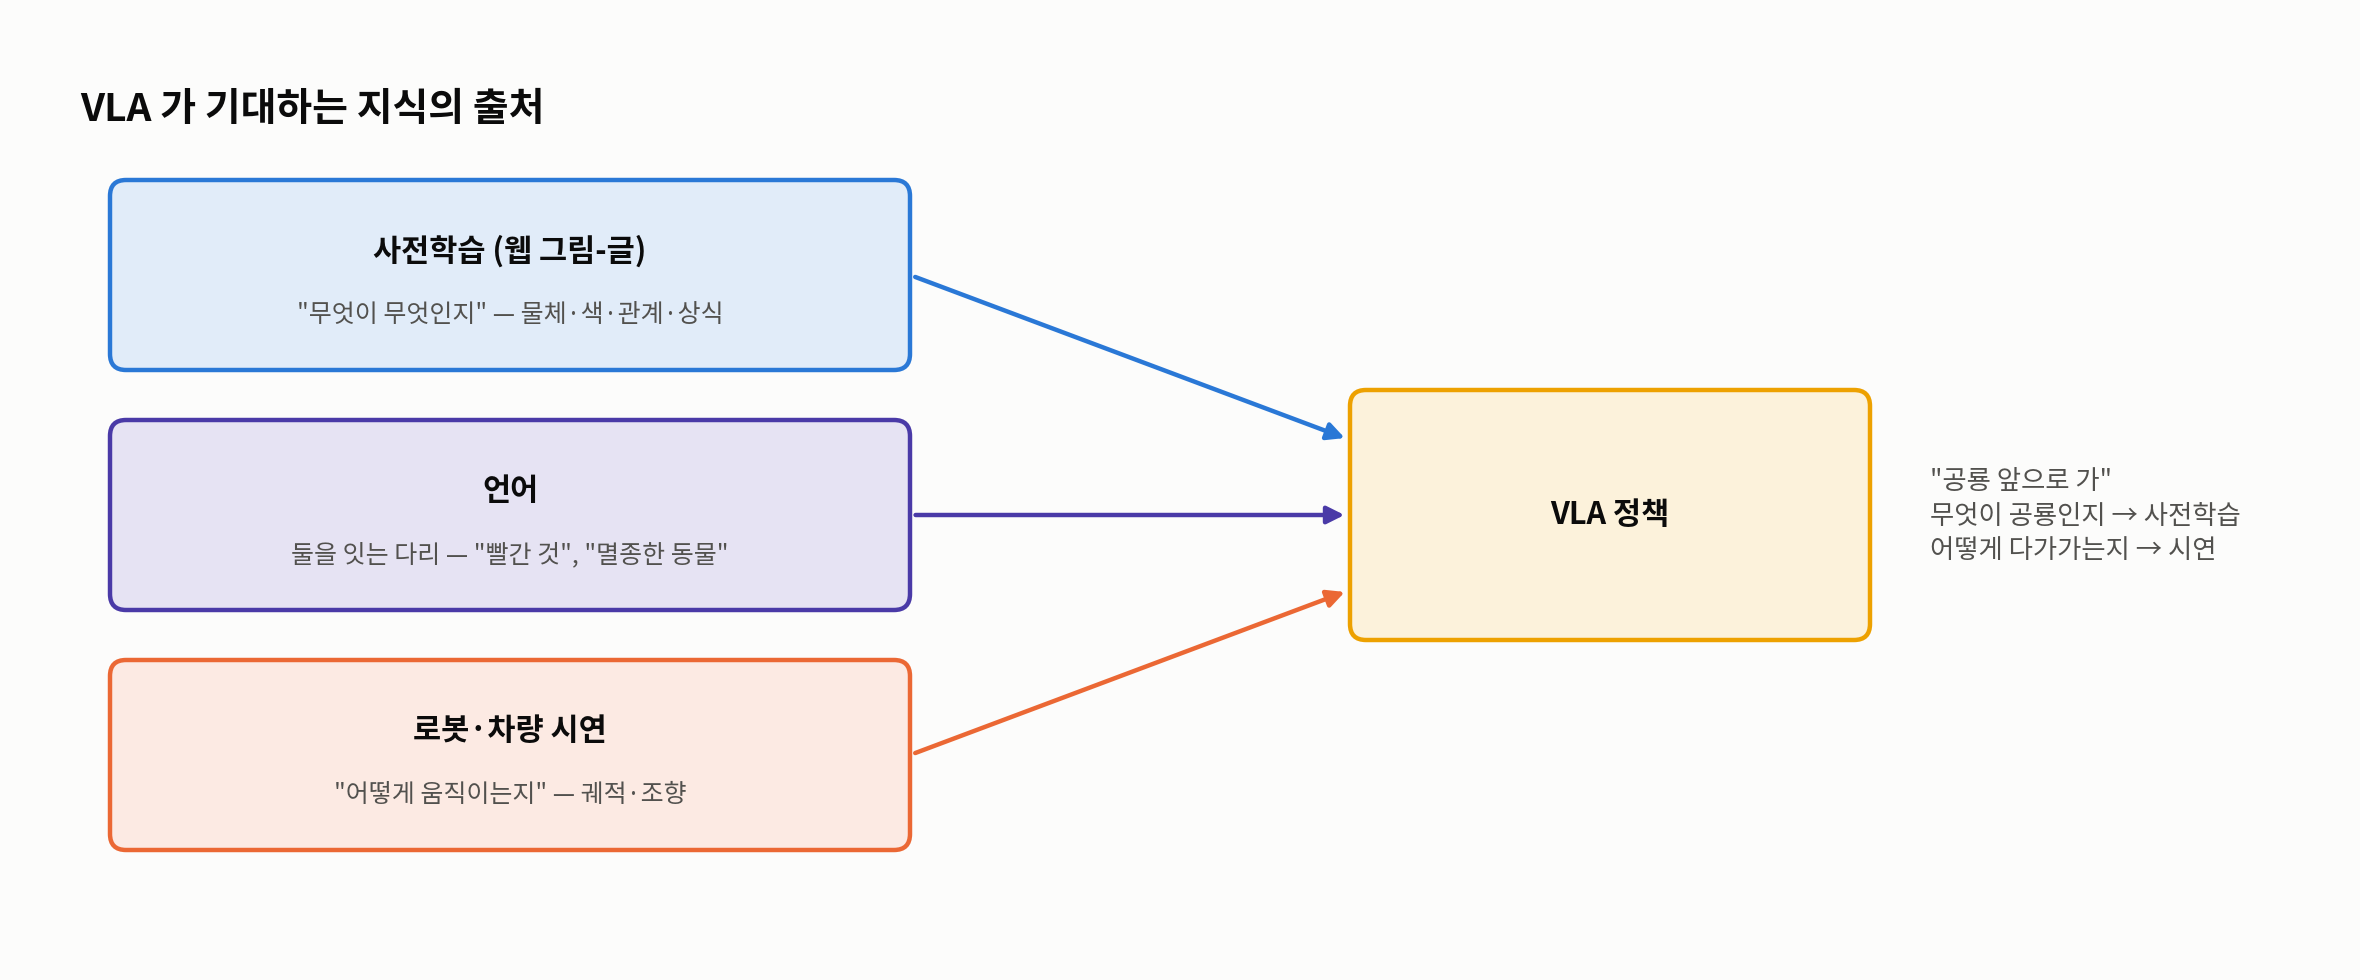 VLA 가 기대하는 지식의 출처
사전학습 (웹 그림-글)
"무엇이 무엇인지" — 물체·색·관계·상식
언어
둘을 잇는 다리 — "빨간 것", "멸종한 동물"
로봇·차량 시연
"어떻게 움직이는지" — 궤적·조향
VLA 정책
"공룡 앞으로 가"
무엇이 공룡인지 → 사전학습
어떻게 다가가는지 → 시연